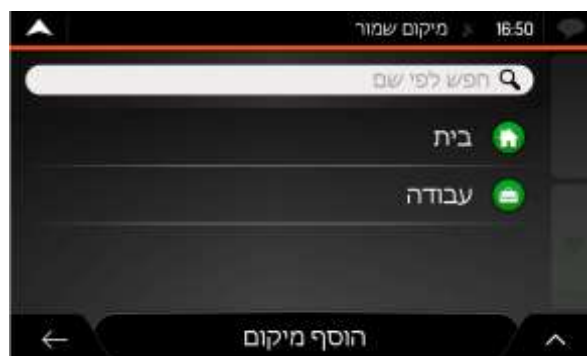 16:50 מיקום שמור
חפש לפי שם
בית
עבודה
הוסף מיקום